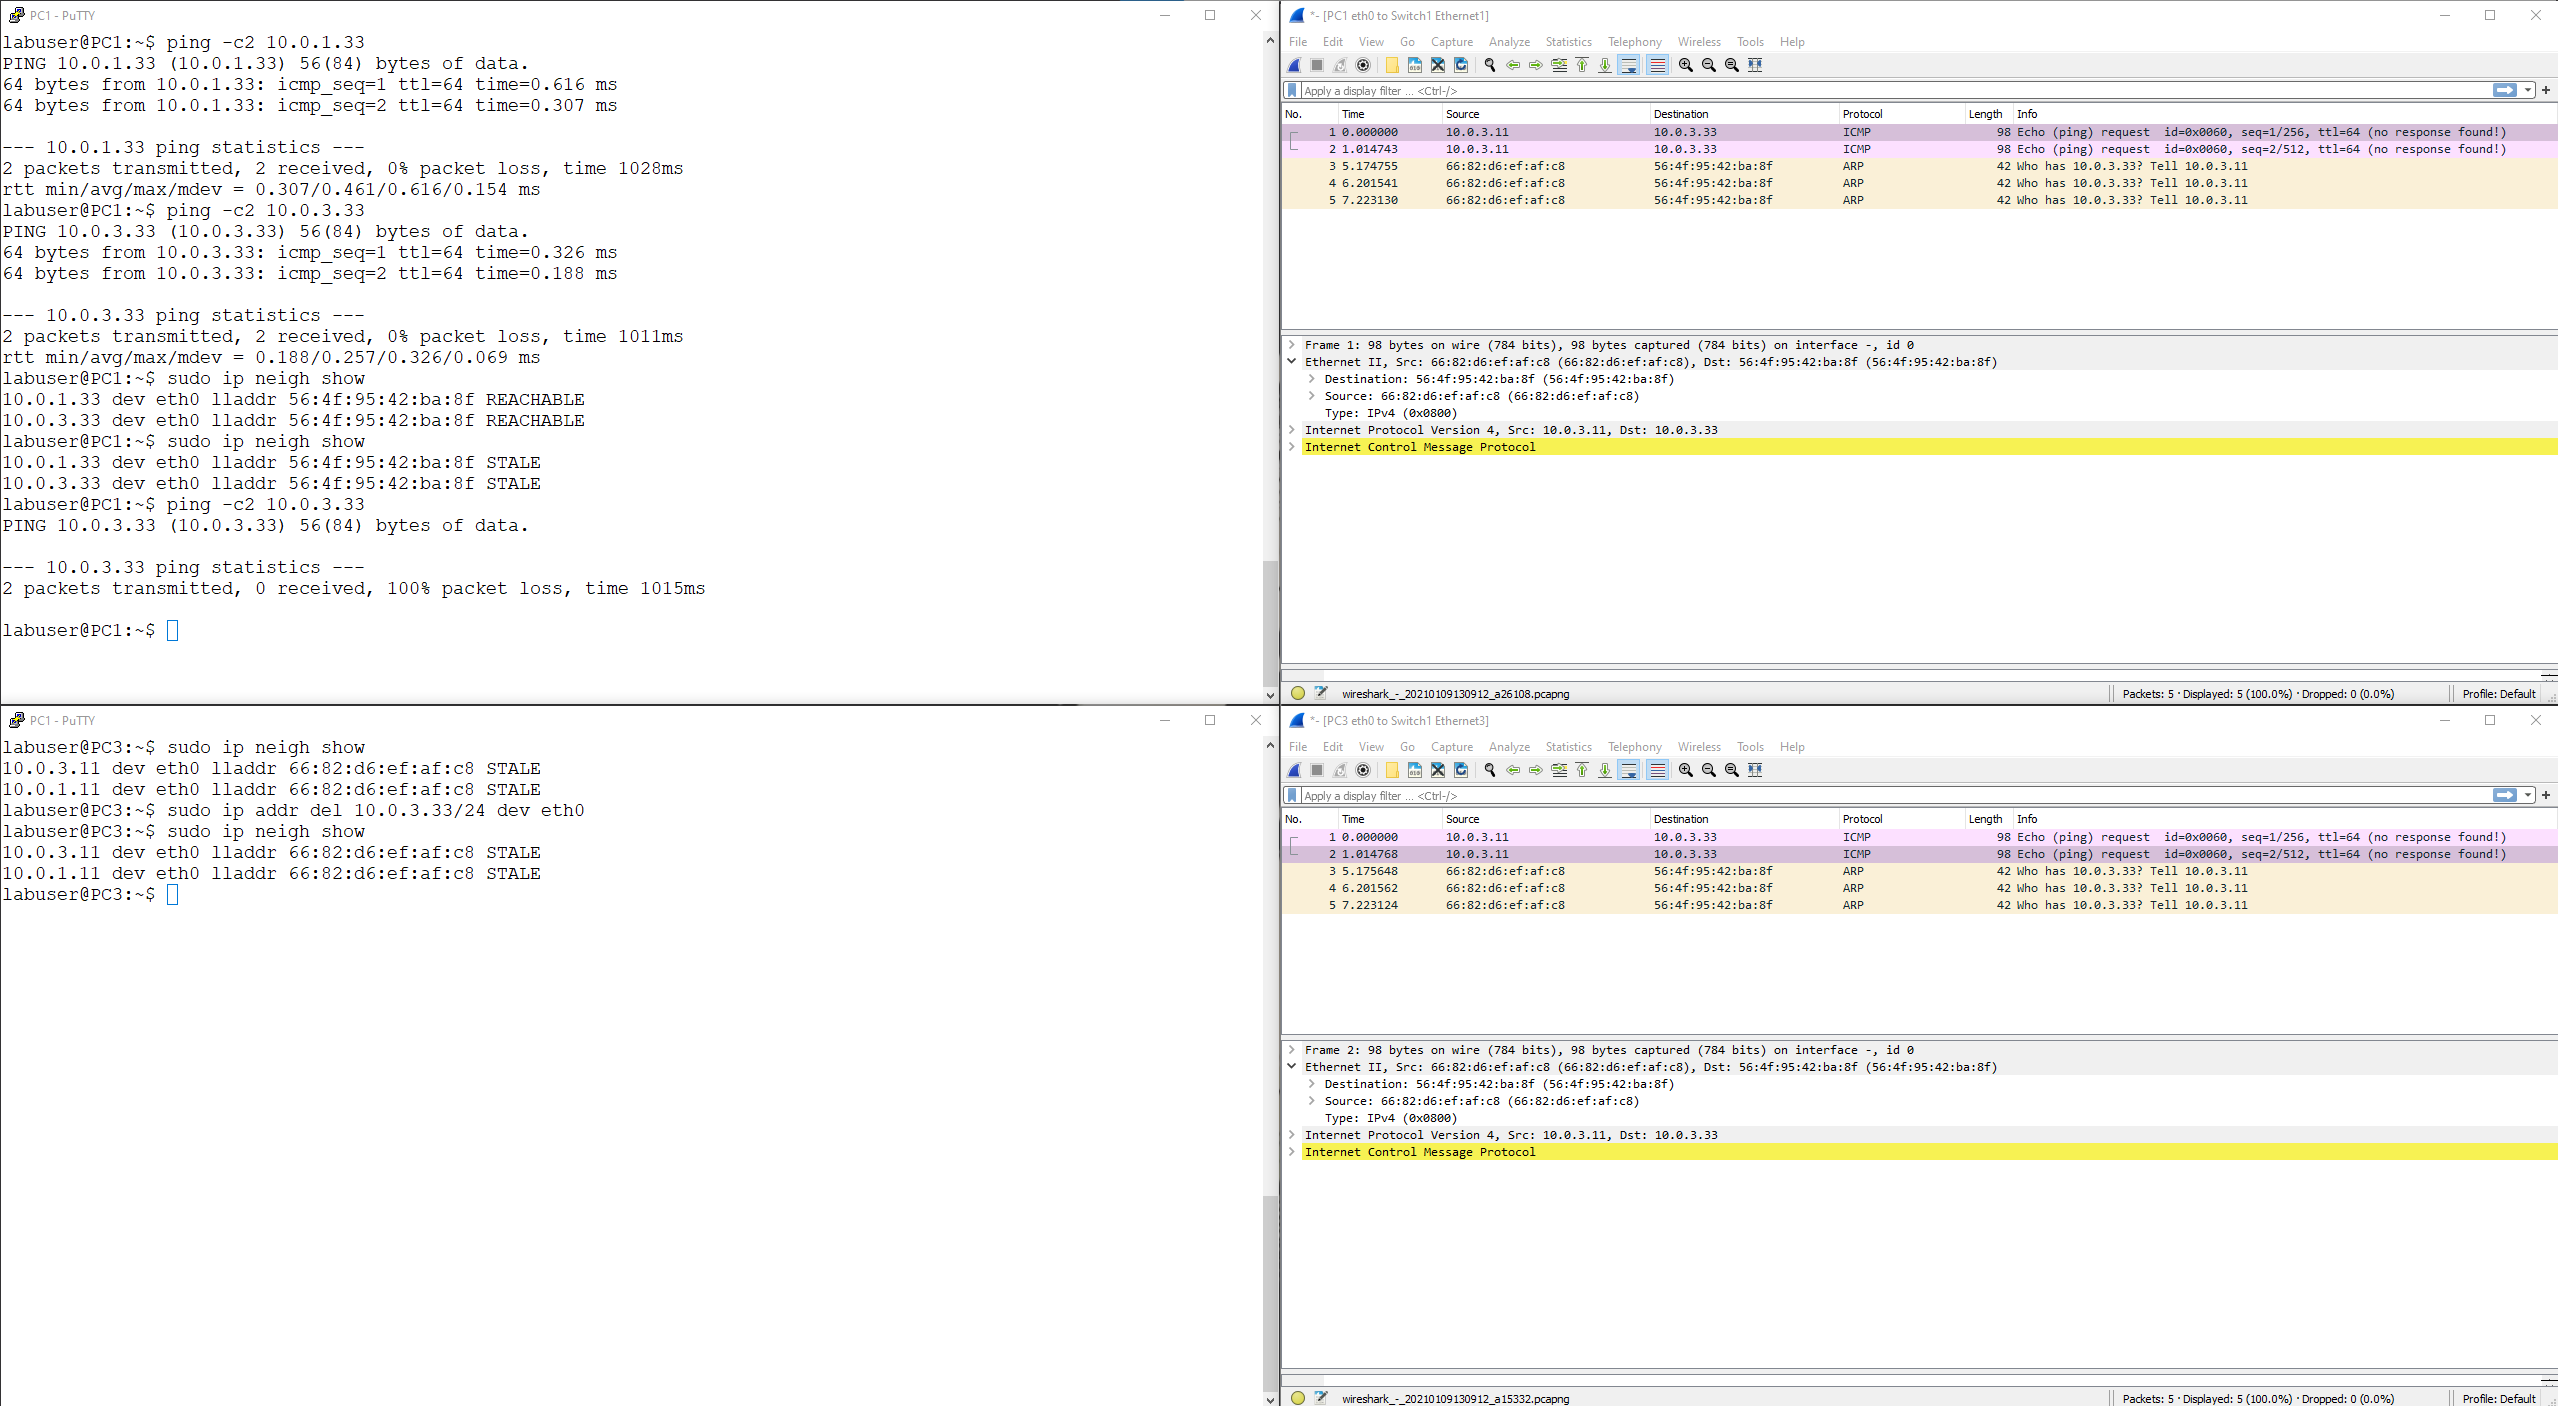 PC1 - PuTTY
labuser@PC1:~$ ping -c2 10.0.1.33
PING 10.0.1.33 (10.0.1.33) 56(84) bytes of data.
64 bytes from 10.0.1.33: icmp_seq=1 ttl=64 time=0.616 ms
64 bytes from 10.0.1.33: icmp_seq=2 ttl=64 time=0.307 ms
--- 10.0.1.33 ping statistics ---
2 packets transmitted, 2 received, 0% packet loss, time 1028ms
rtt min/avg/max/mdev = 0.307/0.461/0.616/0.154 ms
labuser@PC1:~$ ping -c2 10.0.3.33
PING 10.0.3.33 (10.0.3.33) 56(84) bytes of data.
64 bytes from 10.0.3.33: icmp_seq=1 ttl=64 time=0.326 ms
64 bytes from 10.0.3.33: icmp_seq=2 ttl=64 time=0.188 ms
--- 10.0.3.33 ping statistics ---
2 packets transmitted, 2 received, 0% packet loss, time 1011ms
rtt min/avg/max/mdev = 0.188/0.257/0.326/0.069 ms
labuser@PC1:~$ sudo ip neigh show
10.0.1.33 dev eth0 lladdr 56:4f:95:42:ba:8f REACHABLE
10.0.3.33 dev eth0 lladdr 56:4f:95:42:ba:8f REACHABLE
labuser@PC1:~$ sudo ip neigh show
10.0.1.33 dev eth0 lladdr 56:4f:95:42:ba:8f STALE
10.0.3.33 dev eth0 lladdr 56:4f:95:42:ba:8f STALE
labuser@PC1:~$ ping -c2 10.0.3.33
PING 10.0.3.33 (10.0.3.33) 56(84) bytes of data.
--- 10.0.3.33 ping statistics ---
2 packets transmitted, 0 received, 100% packet loss, time 1015ms
labuser@PC1:~$
*- [PC1 eth0 to Switch1 Ethernet1]
File Edit View Go Capture Analyze Statistics Telephony Wireless Tools Help
Apply a display filter ... <Ctrl-/>
No. Time Source Destination Protocol Length Info
1 0.000000 10.0.3.11 10.0.3.33 ICMP 98 Echo (ping) request id=0x0060, seq=1/256, ttl=64 (no response found!)
2 1.014743 10.0.3.11 10.0.3.33 ICMP 98 Echo (ping) request id=0x0060, seq=2/512, ttl=64 (no response found!)
3 5.174755 66:82:d6:ef:af:c8 56:4f:95:42:ba:8f ARP 42 Who has 10.0.3.33? Tell 10.0.3.11
4 6.201541 66:82:d6:ef:af:c8 56:4f:95:42:ba:8f ARP 42 Who has 10.0.3.33? Tell 10.0.3.11
5 7.223130 66:82:d6:ef:af:c8 56:4f:95:42:ba:8f ARP 42 Who has 10.0.3.33? Tell 10.0.3.11
Frame 1: 98 bytes on wire (784 bits), 98 bytes captured (784 bits) on interface -, id 0
Ethernet II, Src: 66:82:d6:ef:af:c8 (66:82:d6:ef:af:c8), Dst: 56:4f:95:42:ba:8f (56:4f:95:42:ba:8f)
Destination: 56:4f:95:42:ba:8f (56:4f:95:42:ba:8f)
Source: 66:82:d6:ef:af:c8 (66:82:d6:ef:af:c8)
Type: IPv4 (0x0800)
Internet Protocol Version 4, Src: 10.0.3.11, Dst: 10.0.3.33
Internet Control Message Protocol
wireshark_-_20210109130912_a26108.pcapng Packets: 5 · Displayed: 5 (100.0%) · Dropped: 0 (0.0%) Profile: Default
PC1 - PuTTY
labuser@PC3:~$ sudo ip neigh show
10.0.3.11 dev eth0 lladdr 66:82:d6:ef:af:c8 STALE
10.0.1.11 dev eth0 lladdr 66:82:d6:ef:af:c8 STALE
labuser@PC3:~$ sudo ip addr del 10.0.3.33/24 dev eth0
labuser@PC3:~$ sudo ip neigh show
10.0.3.11 dev eth0 lladdr 66:82:d6:ef:af:c8 STALE
10.0.1.11 dev eth0 lladdr 66:82:d6:ef:af:c8 STALE
labuser@PC3:~$
*- [PC3 eth0 to Switch1 Ethernet3]
File Edit View Go Capture Analyze Statistics Telephony Wireless Tools Help
Apply a display filter ... <Ctrl-/>
No. Time Source Destination Protocol Length Info
1 0.000000 10.0.3.11 10.0.3.33 ICMP 98 Echo (ping) request id=0x0060, seq=1/256, ttl=64 (no response found!)
2 1.014768 10.0.3.11 10.0.3.33 ICMP 98 Echo (ping) request id=0x0060, seq=2/512, ttl=64 (no response found!)
3 5.175648 66:82:d6:ef:af:c8 56:4f:95:42:ba:8f ARP 42 Who has 10.0.3.33? Tell 10.0.3.11
4 6.201562 66:82:d6:ef:af:c8 56:4f:95:42:ba:8f ARP 42 Who has 10.0.3.33? Tell 10.0.3.11
5 7.223124 66:82:d6:ef:af:c8 56:4f:95:42:ba:8f ARP 42 Who has 10.0.3.33? Tell 10.0.3.11
Frame 2: 98 bytes on wire (784 bits), 98 bytes captured (784 bits) on interface -, id 0
Ethernet II, Src: 66:82:d6:ef:af:c8 (66:82:d6:ef:af:c8), Dst: 56:4f:95:42:ba:8f (56:4f:95:42:ba:8f)
Destination: 56:4f:95:42:ba:8f (56:4f:95:42:ba:8f)
Source: 66:82:d6:ef:af:c8 (66:82:d6:ef:af:c8)
Type: IPv4 (0x0800)
Internet Protocol Version 4, Src: 10.0.3.11, Dst: 10.0.3.33
Internet Control Message Protocol
wireshark_-_20210109130912_a15332.pcapng Packets: 5 · Displayed: 5 (100.0%) · Dropped: 0 (0.0%) Profile: Default